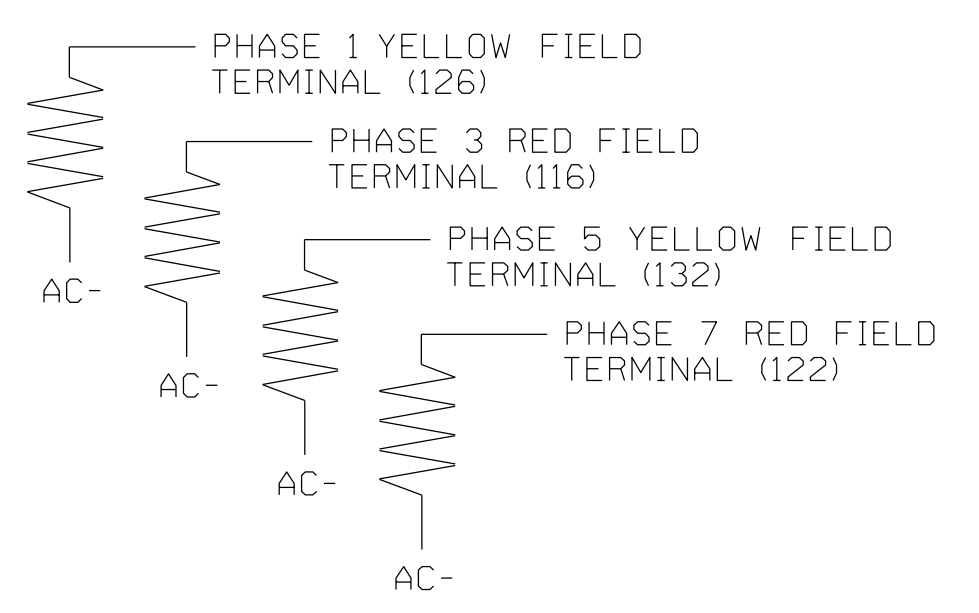 PHASE 1 YELLOW FIELD
TERMINAL (126)
PHASE 3 RED FIELD
TERMINAL (116)
AC-
PHASE 5 YELLOW FIELD
TERMINAL (132)
AC-
PHASE 7 RED FIELD
TERMINAL (122)
AC-
AC-